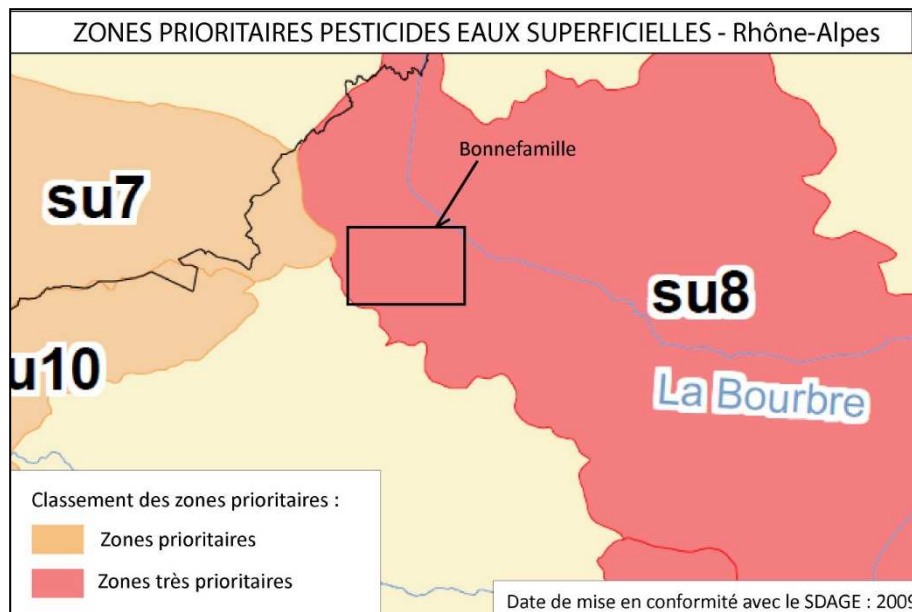 ZONES PRIORITAIRES PESTICIDES EAUX SUPERFICIELLES - Rhône-Alpes
Bonnefamille
su7
su8
u10
La Bourbre
Classement des zones prioritaires :
Zones prioritaires
Zones très prioritaires
Date de mise en conformité avec le SDAGE : 2009